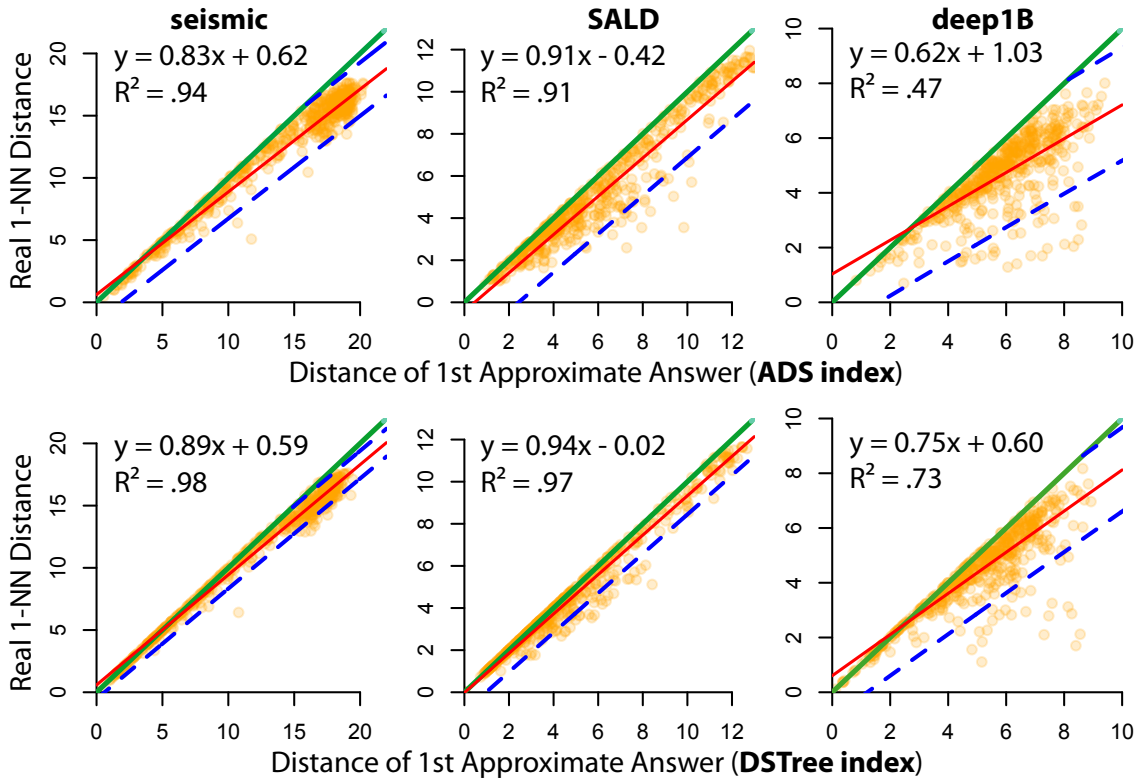 seismic SALD deep1B
Real 1-NN Distance
0 5 10 15 20
y = 0.83x + 0.62
R² = .94
0 5 10 15 20
0 2 4 6 8 10 12
y = 0.91x - 0.42
R² = .91
0 2 4 6 8 10 12
0 2 4 6 8 10
y = 0.62x + 1.03
R² = .47
0 2 4 6 8 10
Distance of 1st Approximate Answer (ADS index)
Real 1-NN Distance
0 5 10 15 20
y = 0.89x + 0.59
R² = .98
0 5 10 15 20
0 2 4 6 8 10 12
y = 0.94x - 0.02
R² = .97
0 2 4 6 8 10 12
0 2 4 6 8 10
y = 0.75x + 0.60
R² = .73
0 2 4 6 8 10
Distance of 1st Approximate Answer (DSTree index)